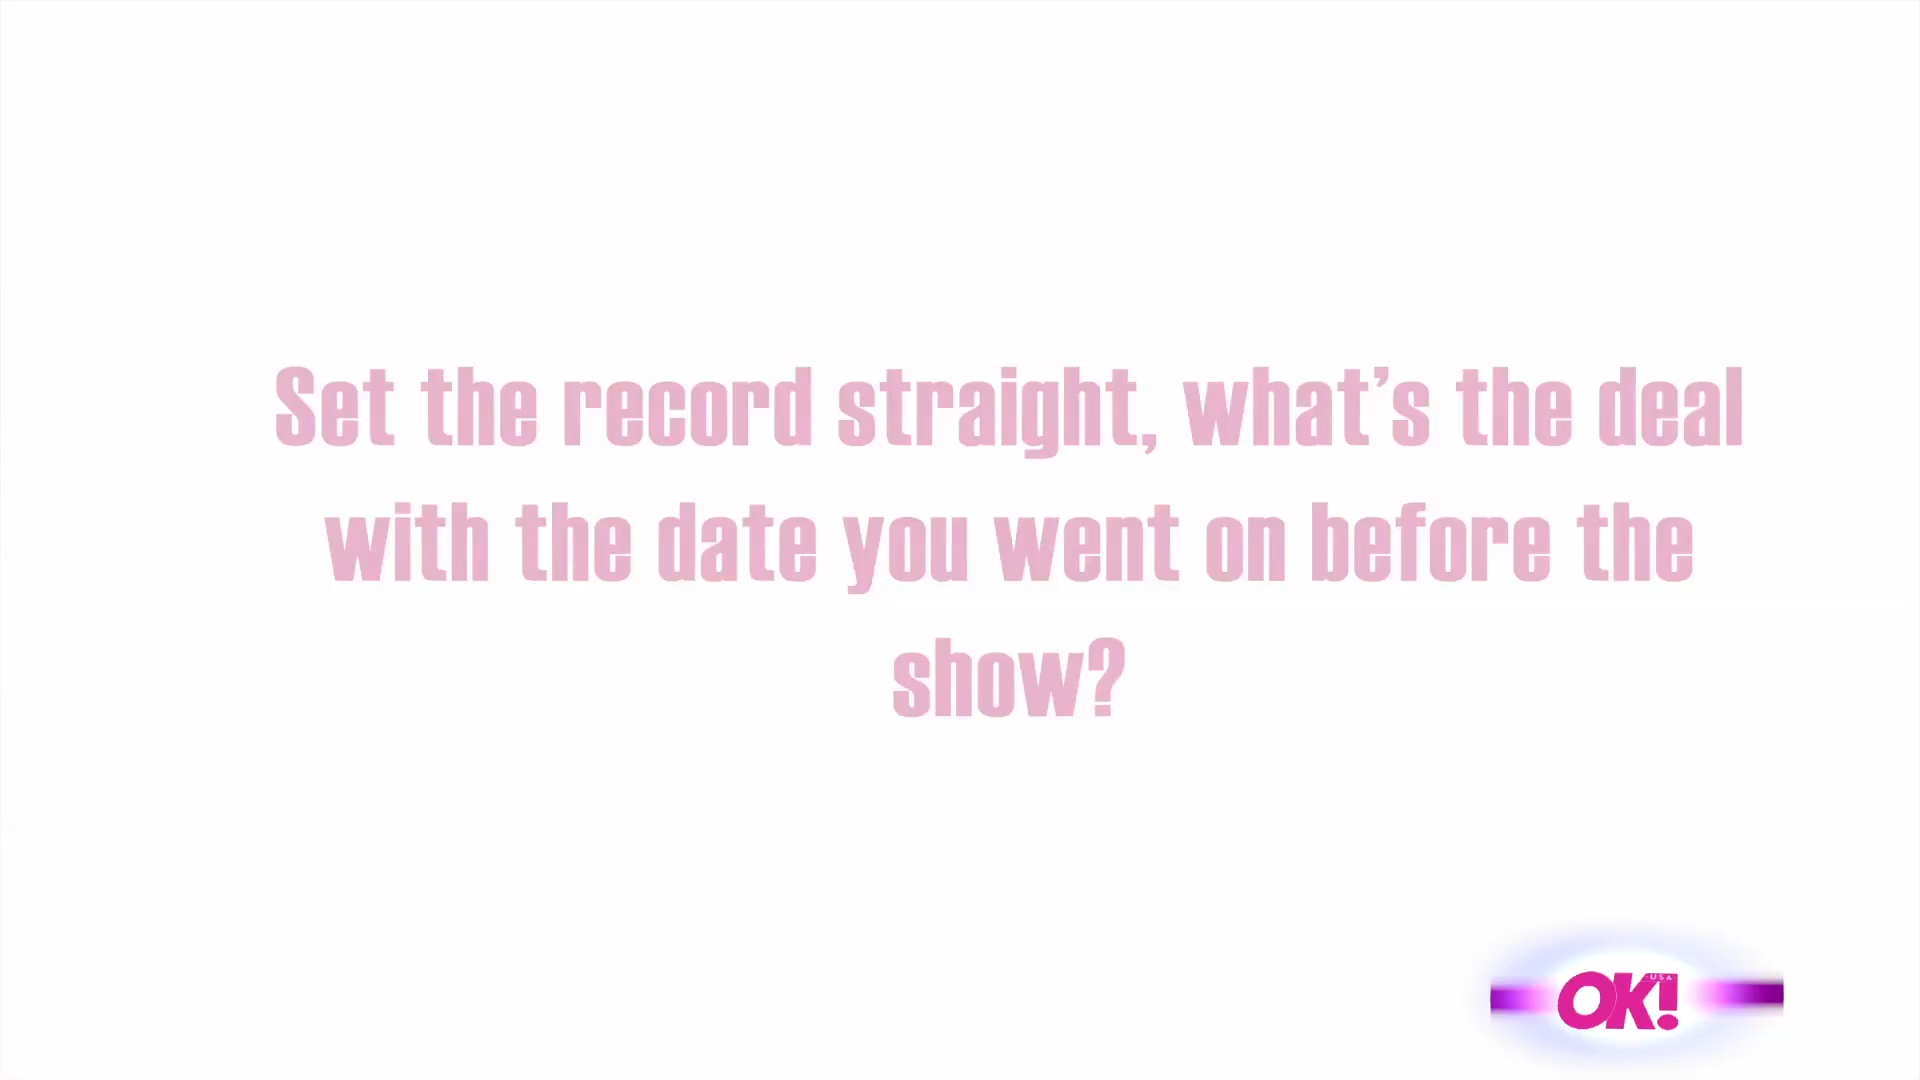 Set the record straight, what’s the deal
with the date you went on before the
show?
OK!
USA